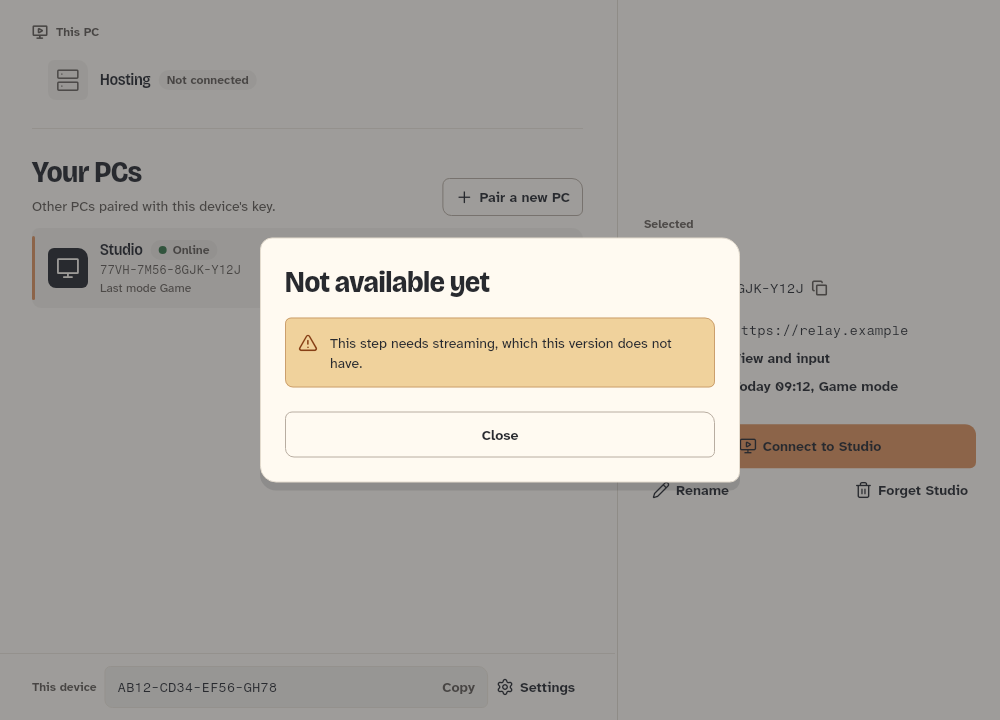 This PC
Hosting Not connected
Your PCs
Other PCs paired with this device's key.
Pair a new PC
Studio Online
77VH-7M56-8GJK-Y12J
Last mode Game
Selected
GJK-Y12J
ttps://relay.example
iew and input
oday 09:12, Game mode
Connect to Studio
Rename
Forget Studio
Not available yet
This step needs streaming, which this version does not
have.
Close
This device
AB12-CD34-EF56-GH78
Copy
Settings